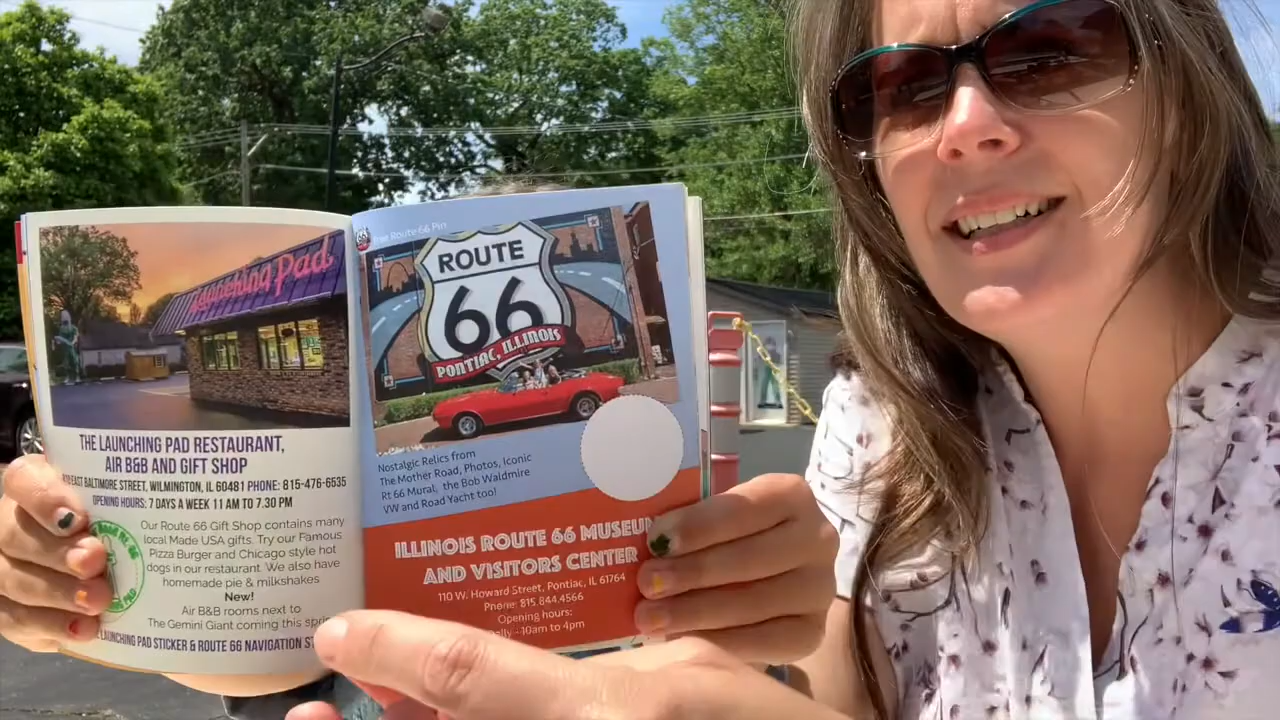 Launching Pad
THE LAUNCHING PAD RESTAURANT,
AIR B&B AND GIFT SHOP
EAST BALTIMORE STREET, WILMINGTON, IL 60481 PHONE: 815-476-6535
OPENING HOURS: 7 DAYS A WEEK 11 AM TO 7.30 PM
Our Route 66 Gift Shop contains many
local Made USA gifts. Try our Famous
Pizza Burger and Chicago style hot
dogs in our restaurant. We also have
homemade pie & milkshakes
New!
Air B&B rooms next to
The Gemini Giant coming this
LAUNCHING PAD STICKER & ROUTE 66 NAVIGATION
Route 66 Pin
ROUTE
66
PONTIAC, ILLINOIS
Nostalgic Relics from
The Mother Road, Photos, Iconic
Rt 66 Mural, the Bob Waldmire
VW and Road Yacht too!
ILLINOIS ROUTE 66 MUSEUM
AND VISITORS CENTER
110 W. Howard Street, Pontiac, IL 61764
Phone: 815.844.4566
Opening hours:
10am to 4pm